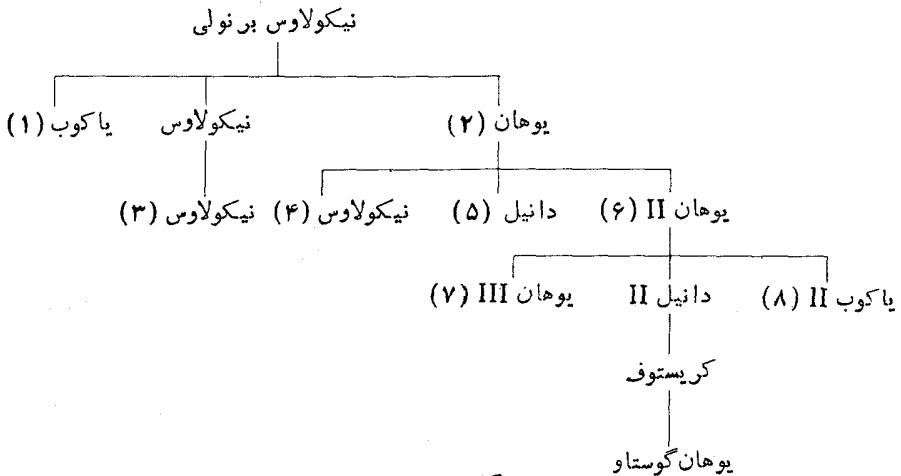 نیکولاوس برنولی
یوهان (۲) نیکولاوس یاکوب (۱)
یوهان II (۶) دانیل (۵) نیکولاوس (۴) نیکولاوس (۳)
یاکوب II (۸) دانیل II یوهان III (۷)
کریستوف
یوهان گوستاو